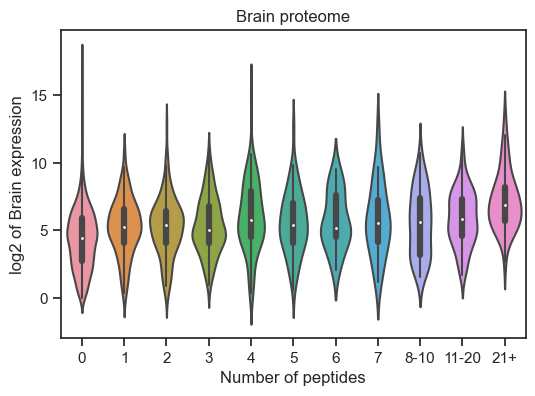 Brain proteome
log2 of Brain expression
15
10
5
0
0 1 2 3 4 5 6 7 8-10 11-20 21+
Number of peptides